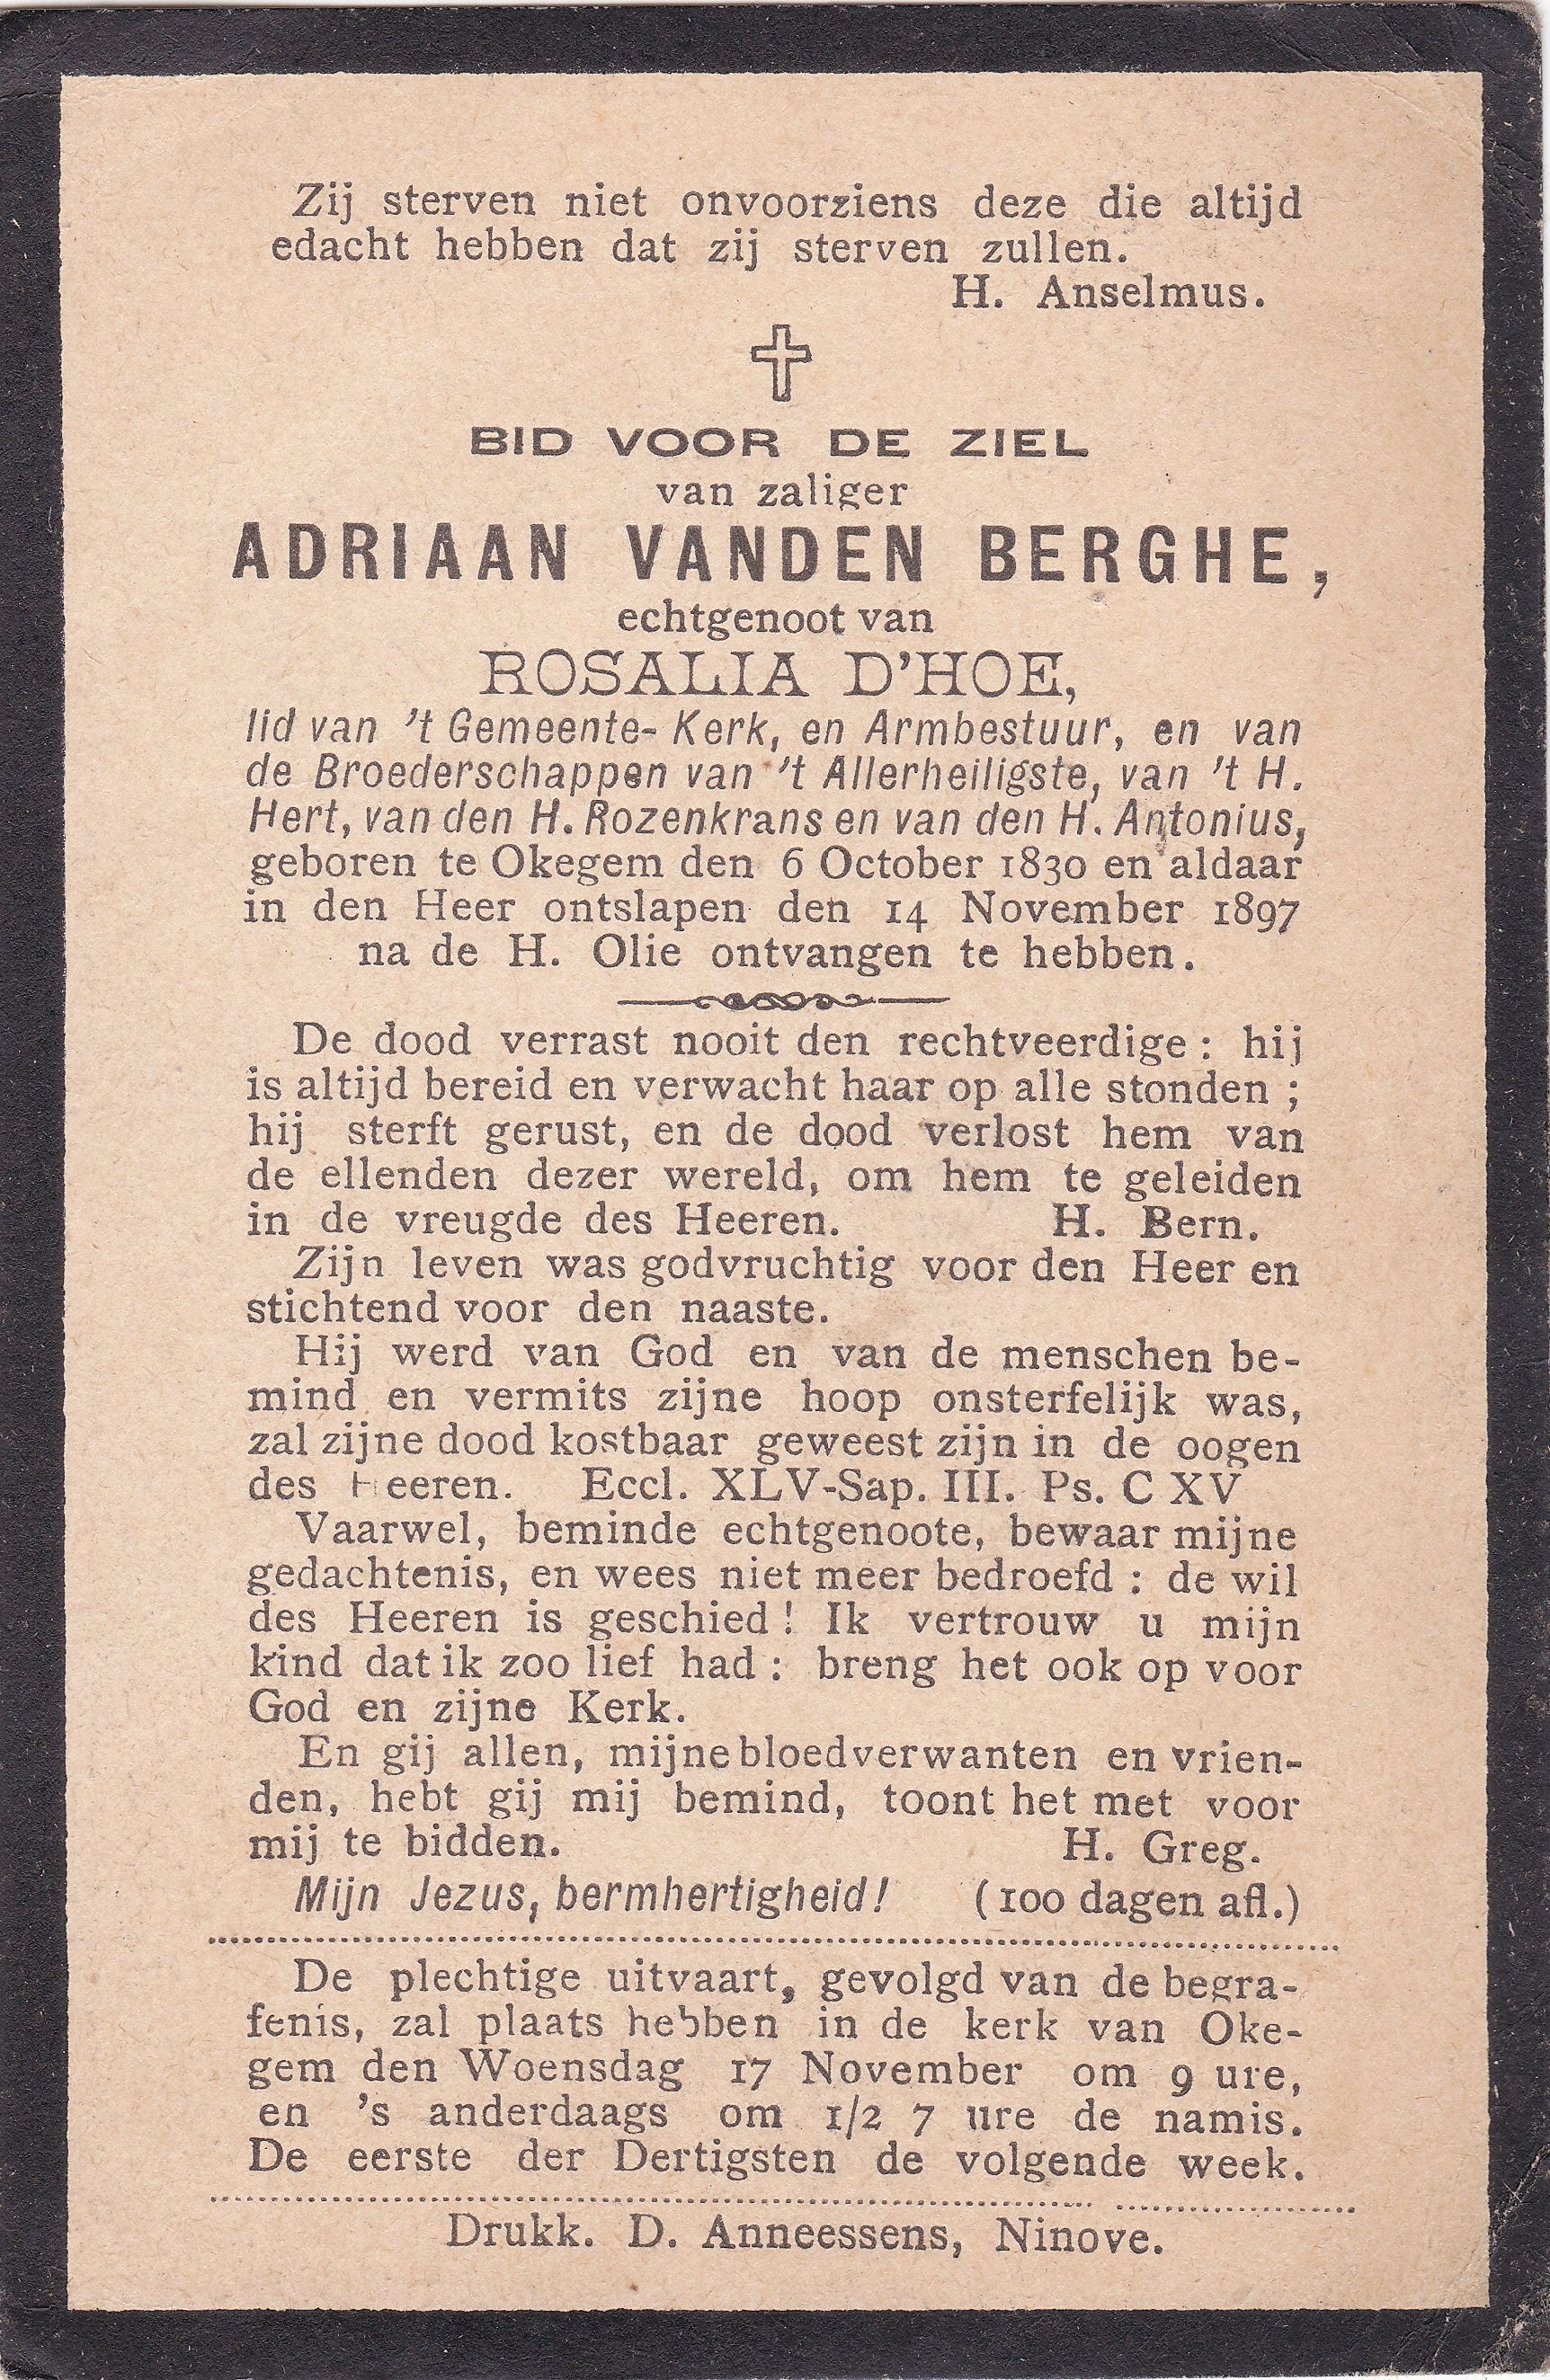 Zij sterven niet onvoorziens deze die altijd
edacht hebben dat zij sterven zullen.
H. Anselmus.
BID VOOR DE ZIEL
van zaliger
ADRIAAN VANDEN BERGHE,
echtgenoot van
ROSALIA D'HOE,
lid van 't Gemeente- Kerk, en Armbestuur, en van
de Broederschappen van 't Allerheiligste, van 't H.
Hert, van den H. Rozenkrans en van den H. Antonius,
geboren te Okegem den 6 October 1830 en aldaar
in den Heer ontslapen den 14 November 1897
na de H. Olie ontvangen te hebben.
De dood verrast nooit den rechtveerdige : hij
is altijd bereid en verwacht haar op alle stonden ;
hij sterft gerust, en de dood verlost hem van
de ellenden dezer wereld, om hem te geleiden
in de vreugde des Heeren. H. Bern.
Zijn leven was godvruchtig voor den Heer en
stichtend voor den naaste.
Hij werd van God en van de menschen be-
mind en vermits zijne hoop onsterfelijk was,
zal zijne dood kostbaar geweest zijn in de oogen
des Heeren. Eccl. XLV-Sap. III. Ps. C XV
Vaarwel, beminde echtgenoote, bewaar mijne
gedachtenis, en wees niet meer bedroefd : de wil
des Heeren is geschied ! Ik vertrouw u mijn
kind dat ik zoo lief had : breng het ook op voor
God en zijne Kerk.
En gij allen, mijne bloedverwanten en vrien-
den, hebt gij mij bemind, toont het met voor
mij te bidden. H. Greg.
Mijn Jezus, bermhertigheid ! (100 dagen afl.)
De plechtige uitvaart, gevolgd van de begra-
fenis, zal plaats hebben in de kerk van Oke-
gem den Woensdag 17 November om 9 ure,
en 's anderdaags om 1/2 7 ure de namis.
De eerste der Dertigsten de volgende week.
Drukk. D. Anneessens, Ninove.